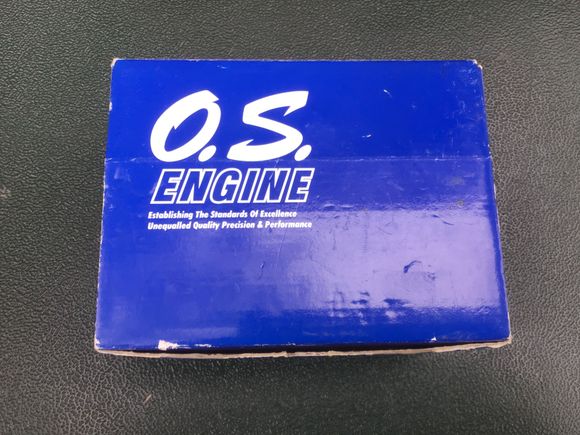 O.S.
ENGINE
Establishing The Standards Of Excellence
Unequalled Quality Precision & Performance